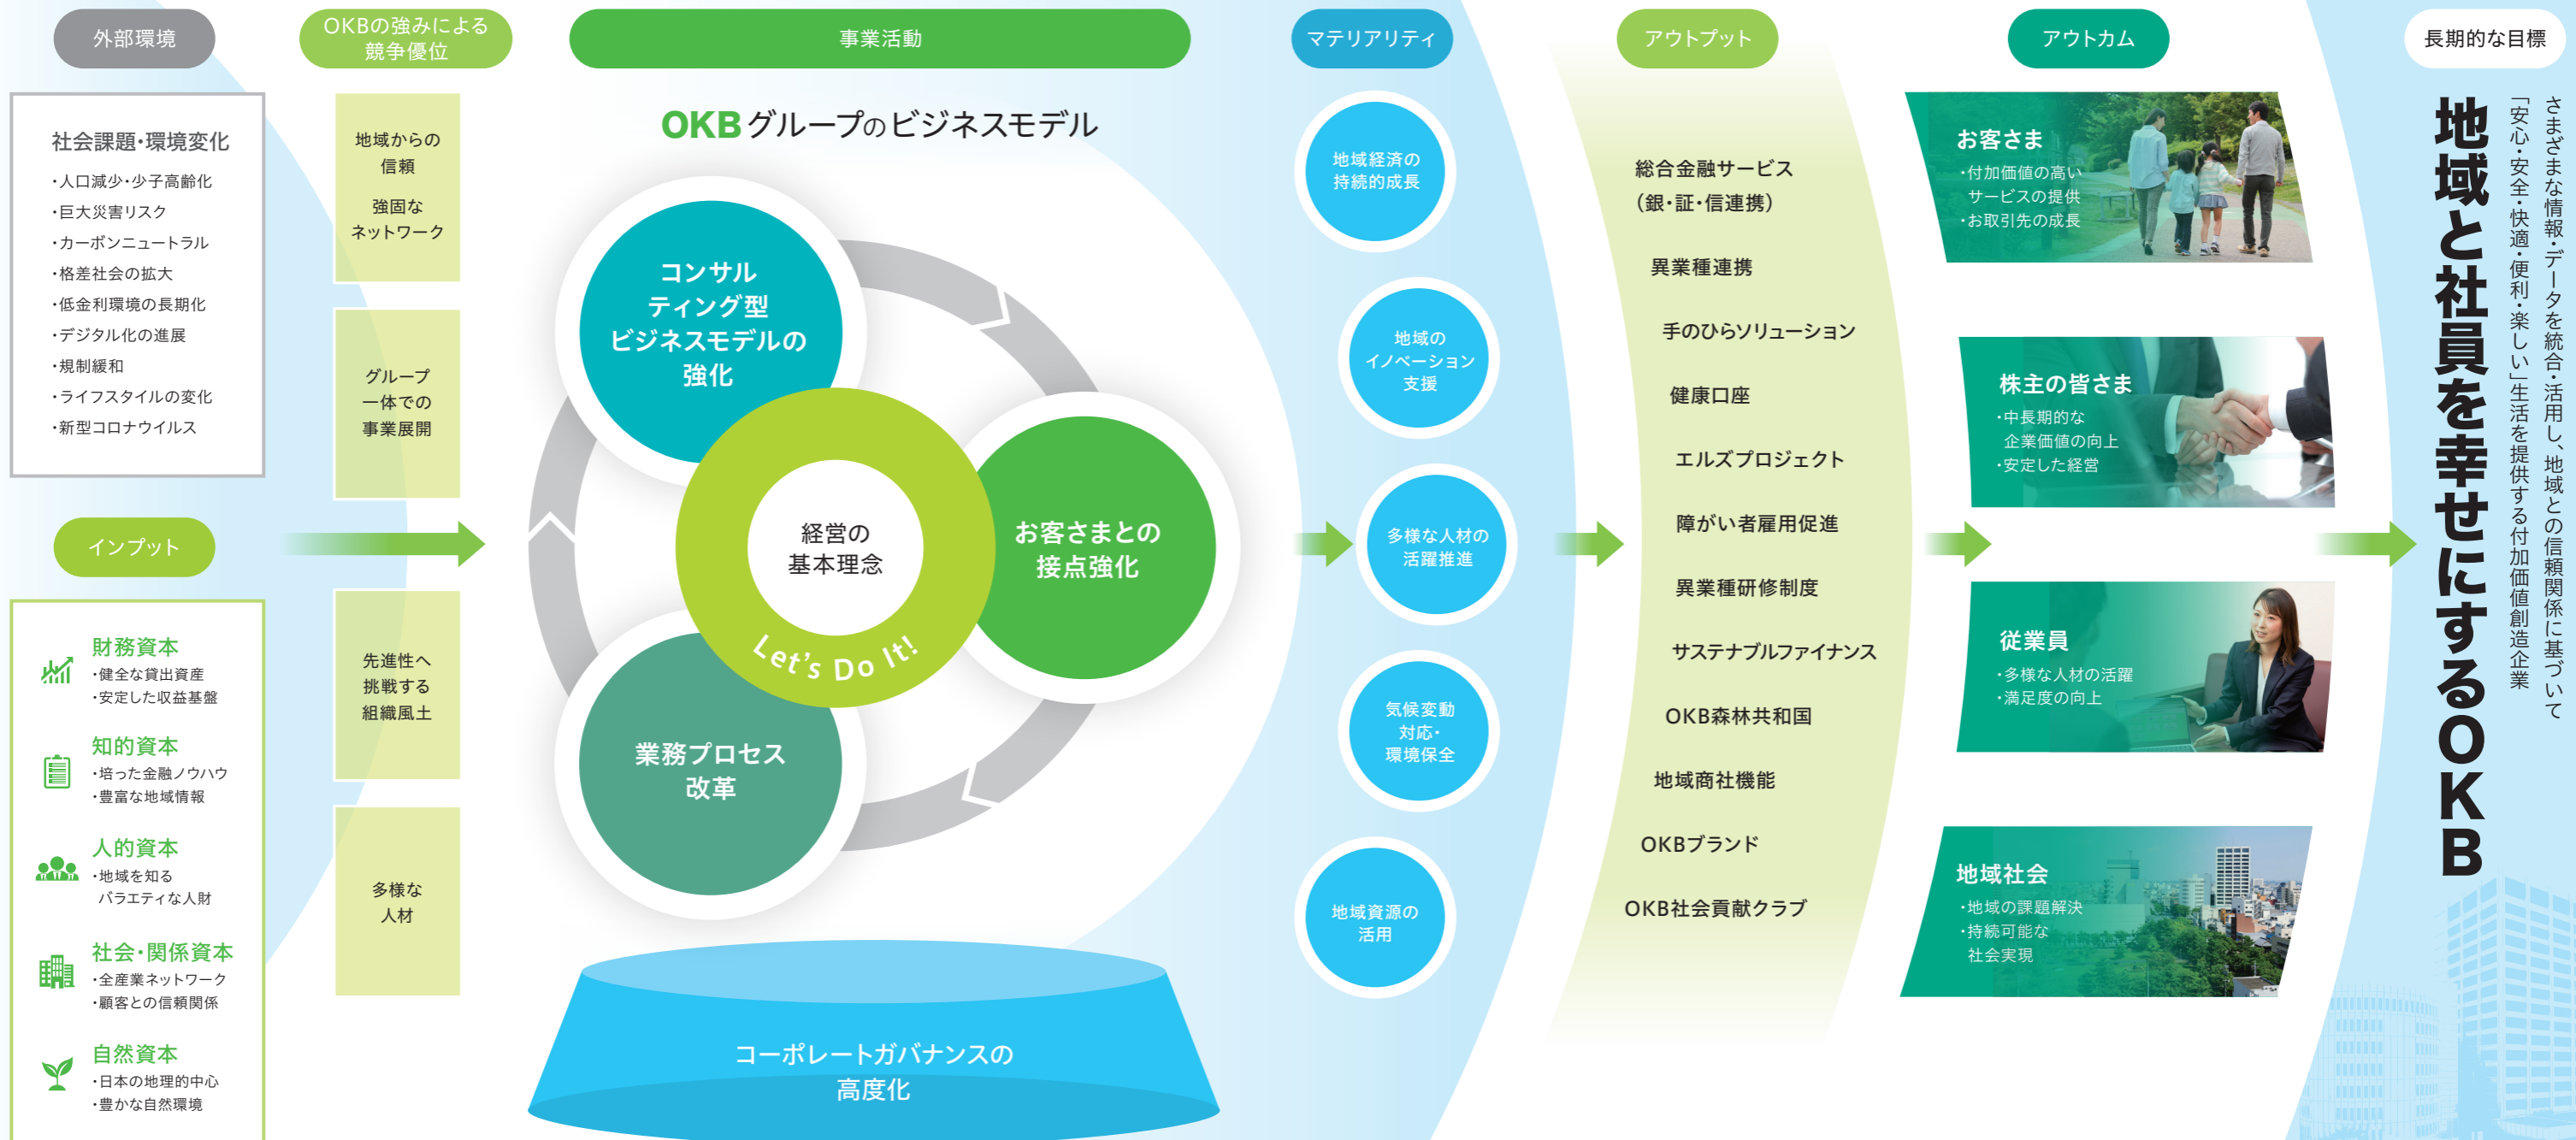 外部環境
社会課題・環境変化
・人口減少・少子高齢化
・巨大災害リスク
・カーボンニュートラル
・格差社会の拡大
・低金利環境の長期化
・デジタル化の進展
・規制緩和
・ライフスタイルの変化
・新型コロナウイルス
インプット
財務資本
・健全な貸出資産
・安定した収益基盤
知的資本
・培った金融ノウハウ
・豊富な地域情報
人的資本
・地域を知る
バラエティな人財
社会・関係資本
・全産業ネットワーク
・顧客との信頼関係
自然資本
・日本の地理的中心
・豊かな自然環境
OKBの強みによる
競争優位
地域からの
信頼
強固な
ネットワーク
グループ
一体での
事業展開
先進性へ
挑戦する
組織風土
多様な
人材
事業活動
OKBグループのビジネスモデル
コンサル
ティング型
ビジネスモデルの
強化
お客さまとの
接点強化
経営の
基本理念
Let's Do It!
業務プロセス
改革
コーポレートガバナンスの
高度化
マテリアリティ
地域経済の
持続的成長
地域の
イノベーション
支援
多様な人材の
活躍推進
気候変動
対応・
環境保全
地域資源の
活用
アウトプット
総合金融サービス
（銀・証・信連携）
異業種連携
手のひらソリューション
健康口座
エルズプロジェクト
障がい者雇用促進
異業種研修制度
サステナブルファイナンス
OKB森林共和国
地域商社機能
OKBブランド
OKB社会貢献クラブ
アウトカム
お客さま
・付加価値の高い
サービスの提供
・お取引先の成長
株主の皆さま
・中長期的な
企業価値の向上
・安定した経営
従業員
・多様な人材の活躍
・満足度の向上
地域社会
・地域の課題解決
・持続可能な
社会実現
長期的な目標
さまざまな情報・データを統合・活用し、地域との信頼関係に基づいて
「安心・安全・快適・便利・楽しい」生活を提供する付加価値創造企業
地域と社員を幸せにするOKB